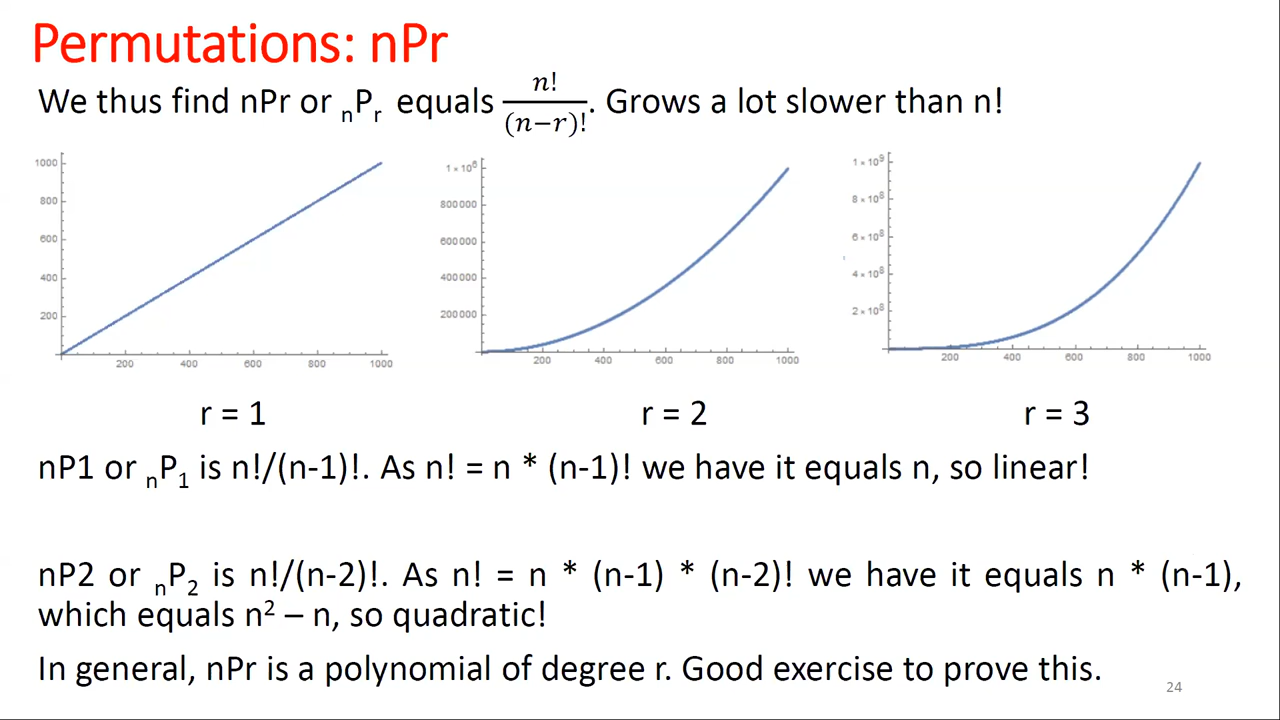 Permutations: nPr
We thus find nPr or ₙPᵣ equals n!/(n−r)!. Grows a lot slower than n!
1000
800
600
400
200
200 400 600 800 1000
1 × 10⁶
800 000
600 000
400 000
200 000
200 400 600 800 1000
1 × 10⁹
8 × 10⁸
6 × 10⁸
4 × 10⁸
2 × 10⁸
200 400 600 800 1000
r = 1 r = 2 r = 3
nP1 or ₙP₁ is n!/(n-1)!. As n! = n * (n-1)! we have it equals n, so linear!
nP2 or ₙP₂ is n!/(n-2)!. As n! = n * (n-1) * (n-2)! we have it equals n * (n-1),
which equals n² – n, so quadratic!
In general, nPr is a polynomial of degree r. Good exercise to prove this.
24